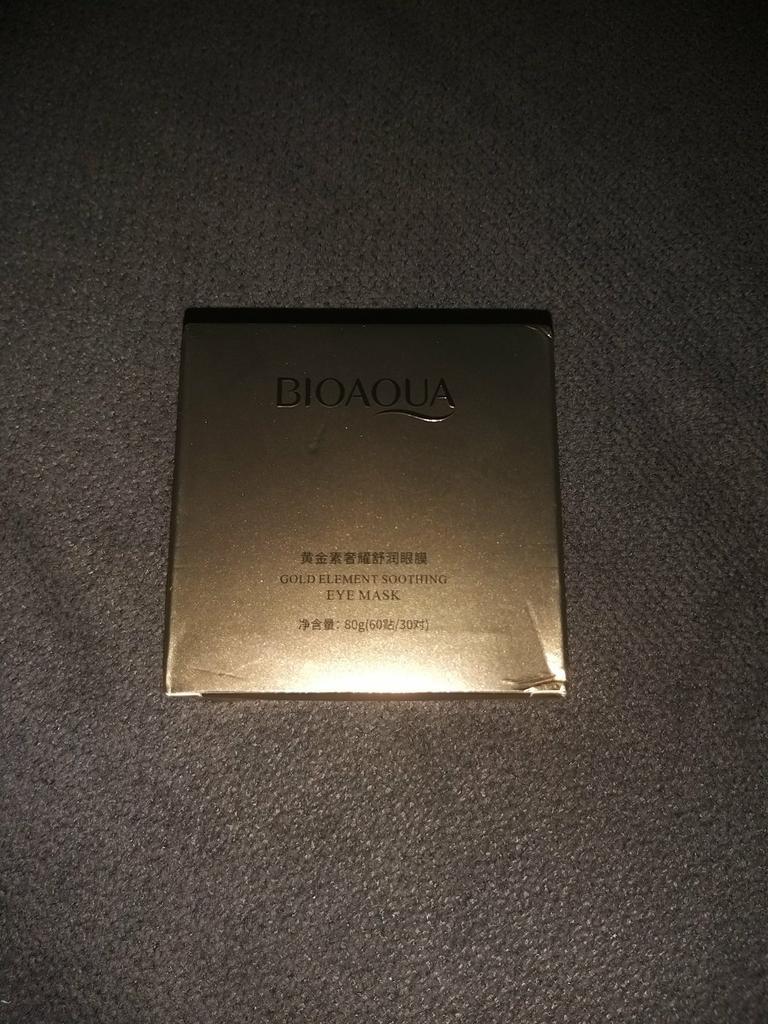 BIOAQUA
黄金素奢耀舒润眼膜
GOLD ELEMENT SOOTHING
EYE MASK
净含量：80g(60贴/30对)